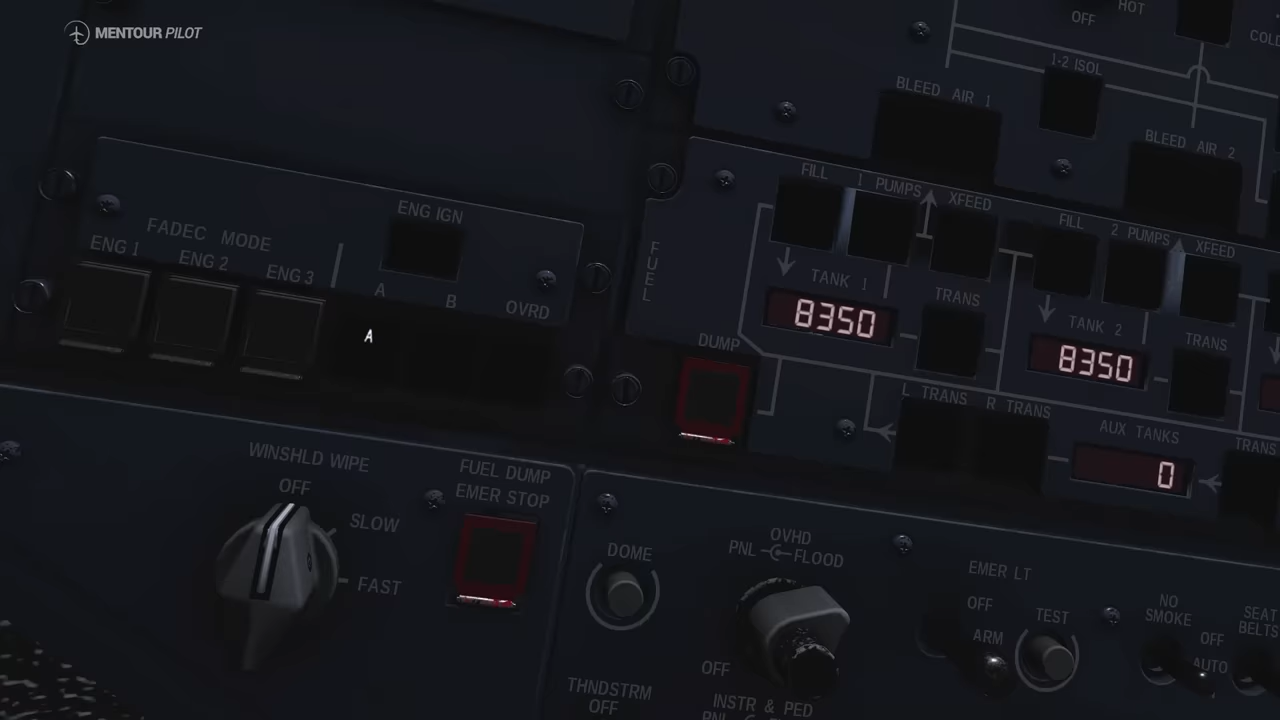 MENTOUR PILOT
HOT
OFF
COL
1-2 ISOL
BLEED AIR 1
BLEED AIR 2
FILL
1 PUMPS
XFEED
FILL
2 PUMPS
XFEED
ENG IGN
FADEC MODE
ENG 1
ENG 2
ENG 3
A
B
OVRD
A
FUEL
TANK 1
8350
TRANS
TANK 2
8350
TRANS
DUMP
L TRANS
R TRANS
AUX TANKS
0
TRANS
WINSHLD WIPE
OFF
SLOW
FAST
FUEL DUMP
EMER STOP
DOME
OVHD
PNL
FLOOD
OFF
EMER LT
OFF
ARM
TEST
NO
SMOKE
OFF
AUTO
SEAT
BELTS
THNDSTRM
OFF
INSTR & PED